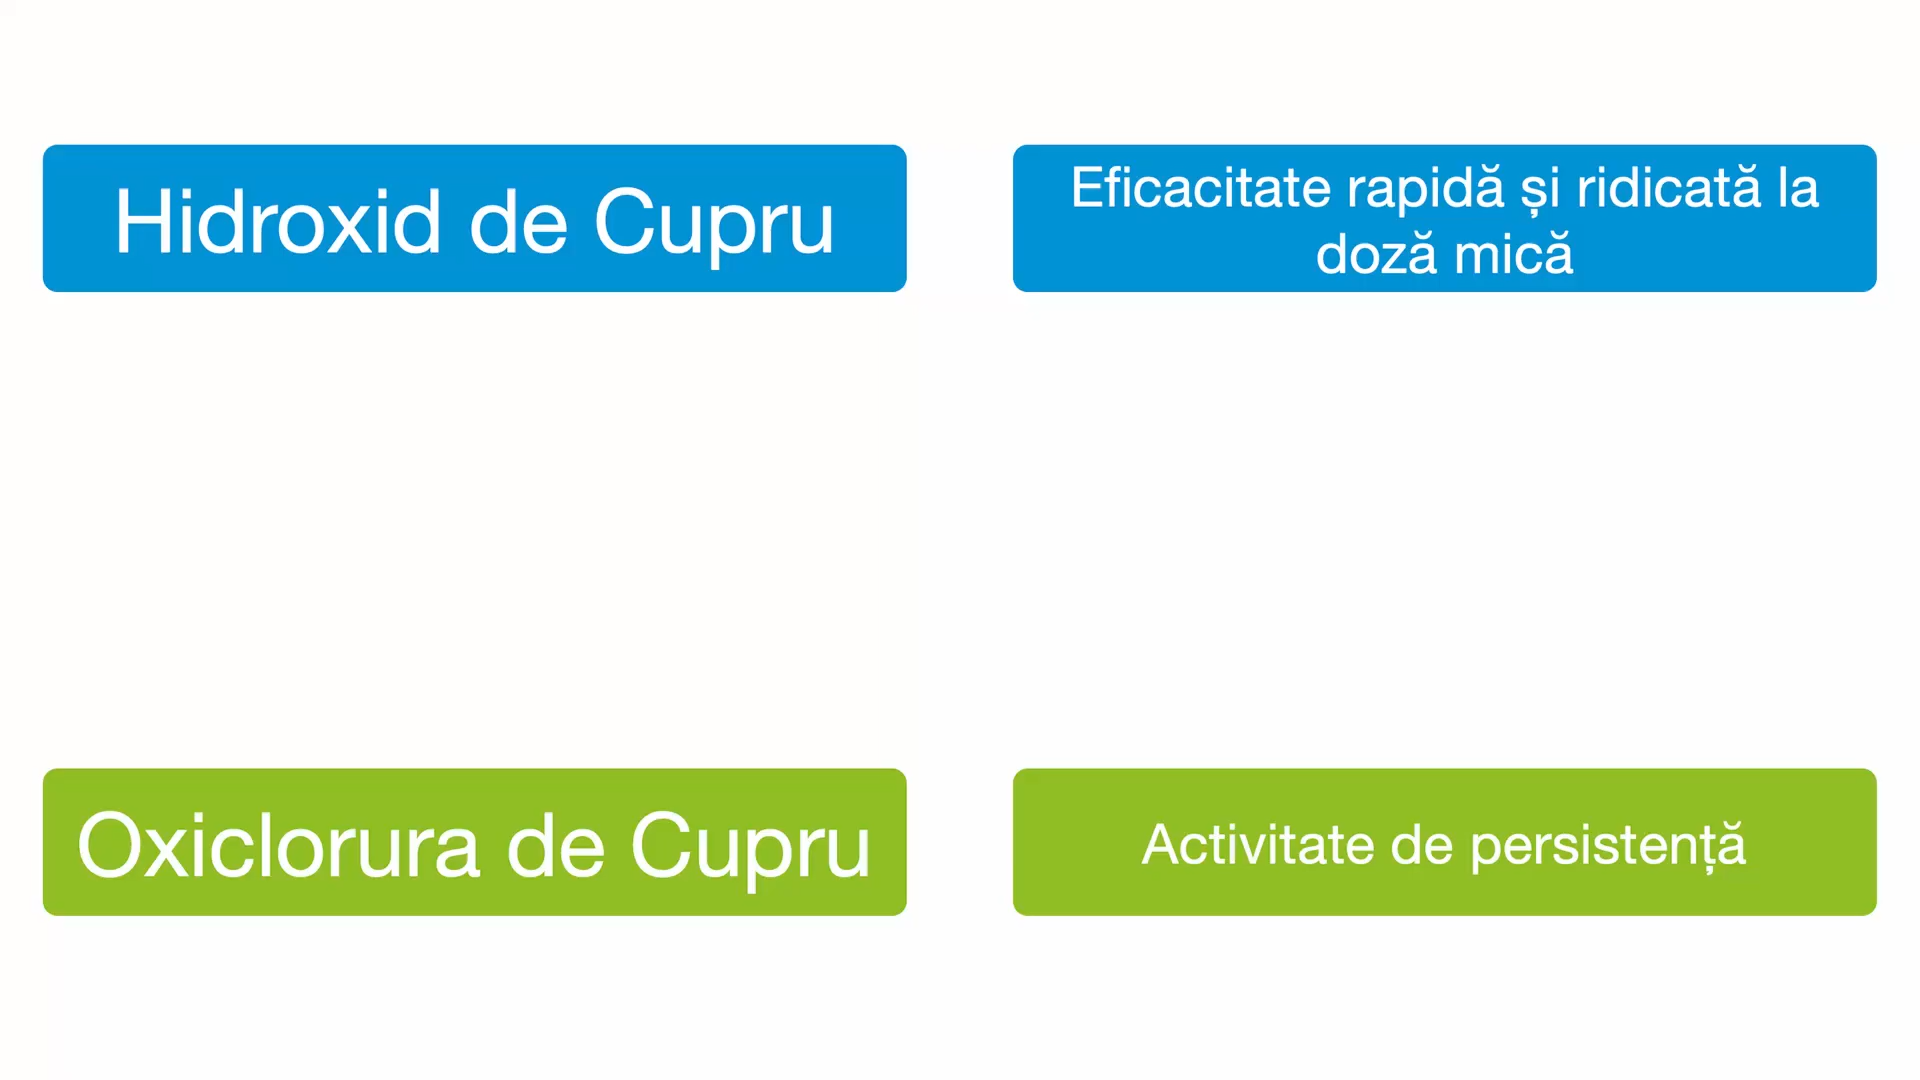 Hidroxid de Cupru
Eficacitate rapidă și ridicată la
doză mică
Oxiclorura de Cupru
Activitate de persistență